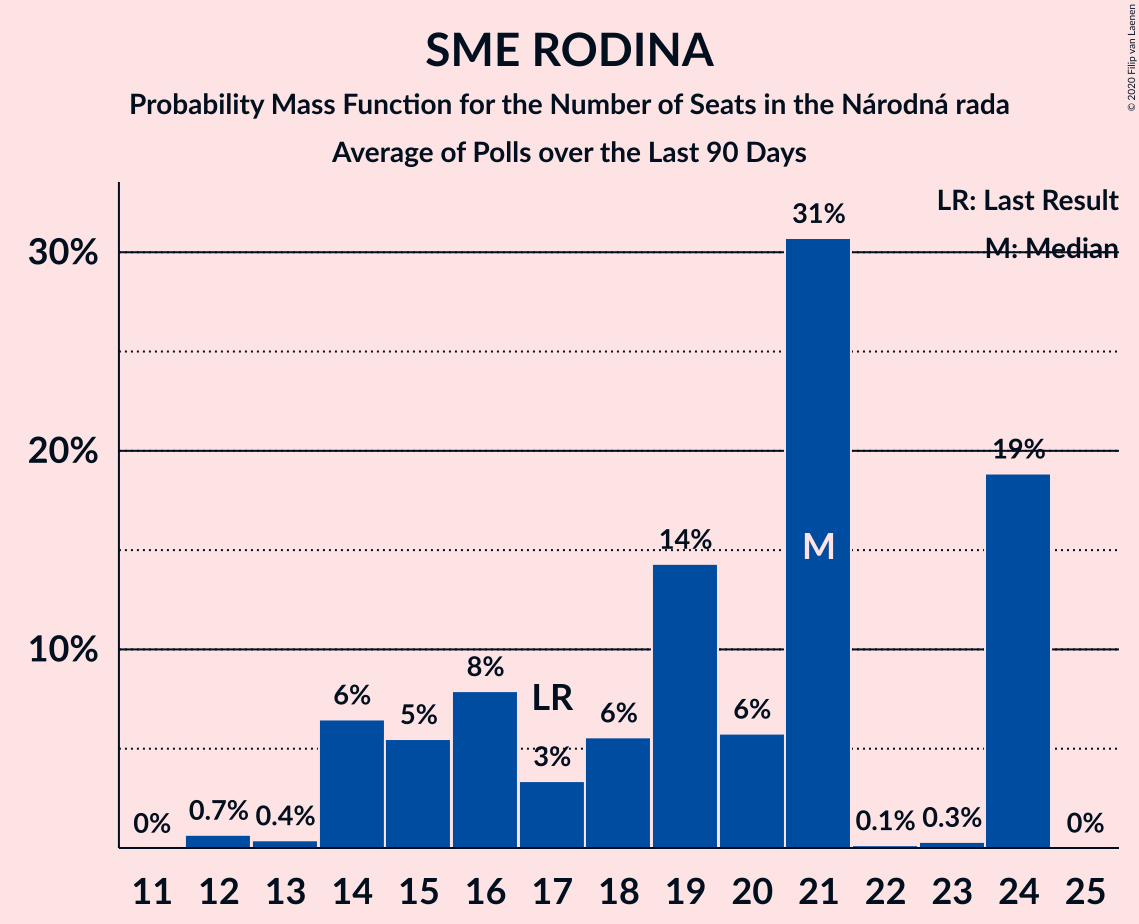 © 2020 Filip van Laenen
SME RODINA
Probability Mass Function for the Number of Seats in the Národná rada
Average of Polls over the Last 90 Days
LR: Last Result
M: Median
30%
20%
10%
0%
0.7%
0.4%
6%
5%
8%
LR
3%
6%
14%
6%
31%
M
0.1%
0.3%
19%
0%
11 12 13 14 15 16 17 18 19 20 21 22 23 24 25